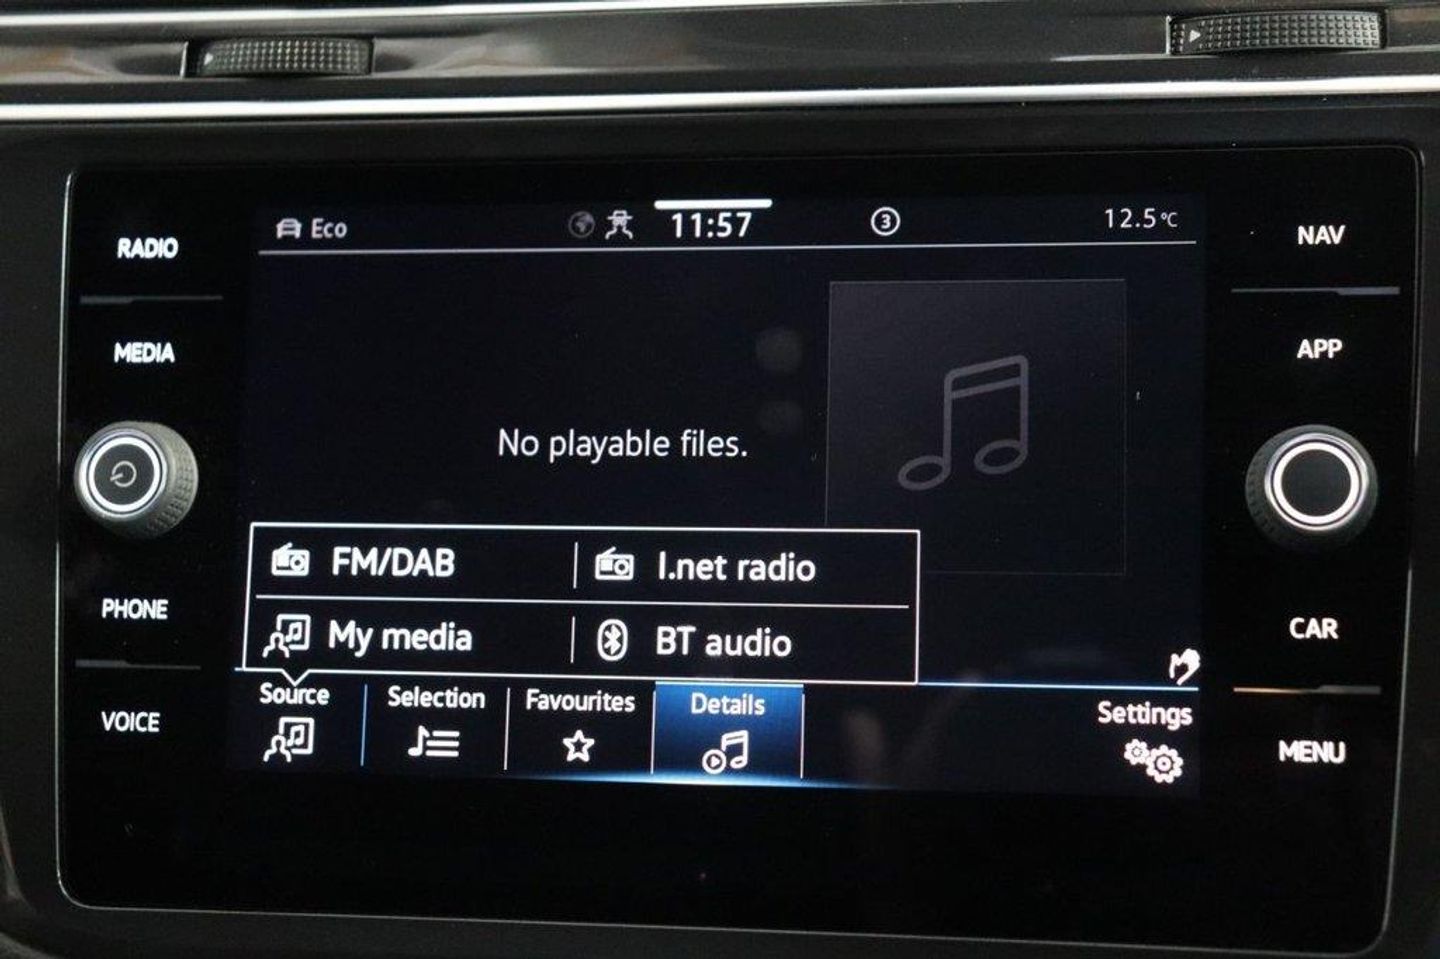 Eco 11:57 3 12.5°C
RADIO
NAV
MEDIA
APP
No playable files.
FM/DAB I.net radio
PHONE
My media BT audio
CAR
Source Selection Favourites Details Settings
VOICE
MENU